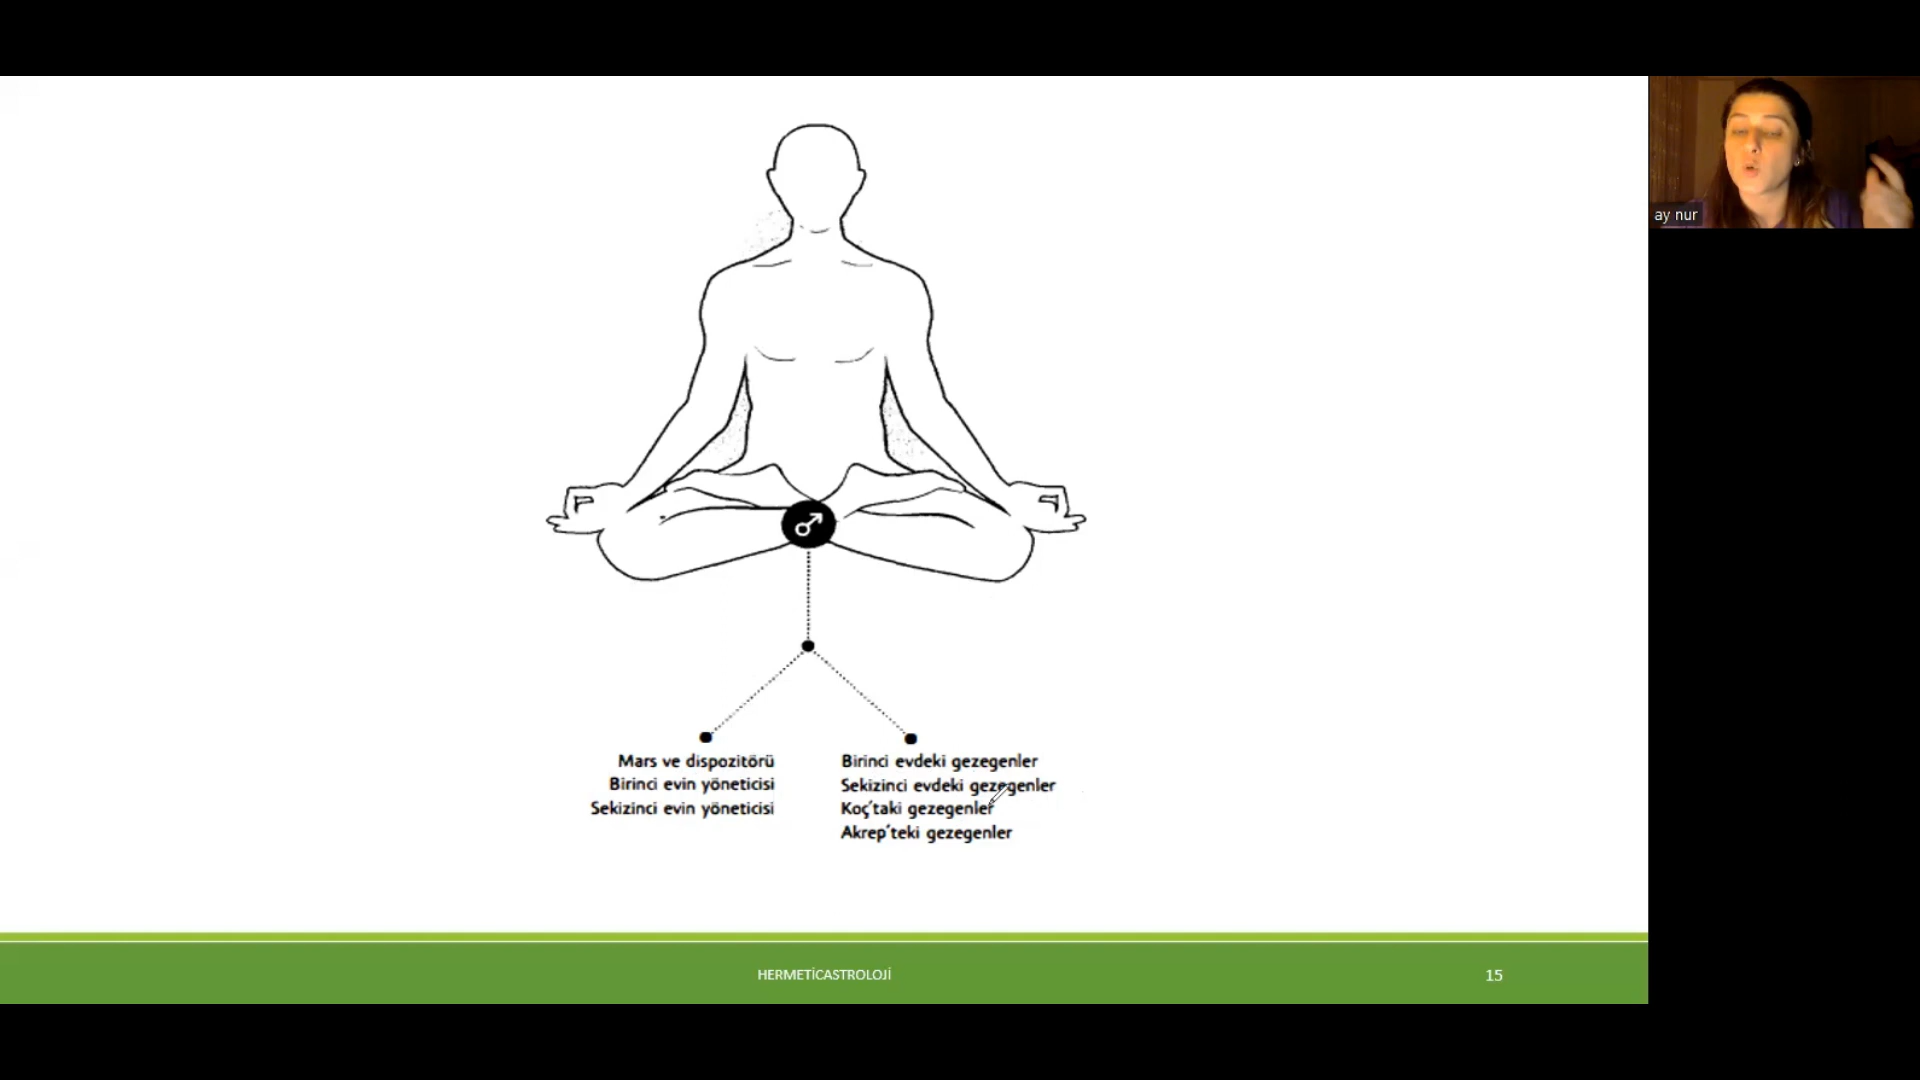 ay nur
Mars ve dispozitörü
Birinci evin yöneticisi
Sekizinci evin yöneticisi
Birinci evdeki gezegenler
Sekizinci evdeki gezegenler
Koç'taki gezegenler
Akrep'teki gezegenler
HERMETİCASTROLOJİ
15